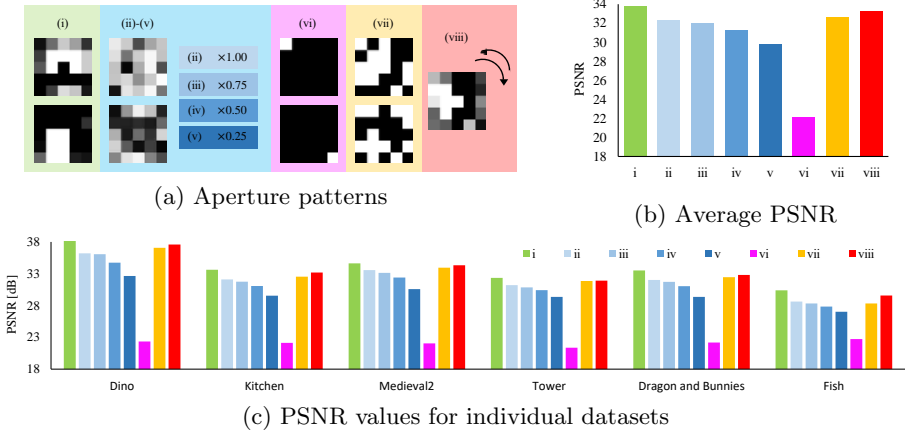 (i) (ii)-(v) (vi) (vii) (viii)
(ii) ×1.00
(iii) ×0.75
(iv) ×0.50
(v) ×0.25
(a) Aperture patterns
PSNR
34
32
30
28
26
24
22
20
18
i ii iii iv v vi vii viii
(b) Average PSNR
PSNR [dB]
38
33
28
23
18
i ii iii iv v vi vii viii
Dino Kitchen Medieval2 Tower Dragon and Bunnies Fish
(c) PSNR values for individual datasets